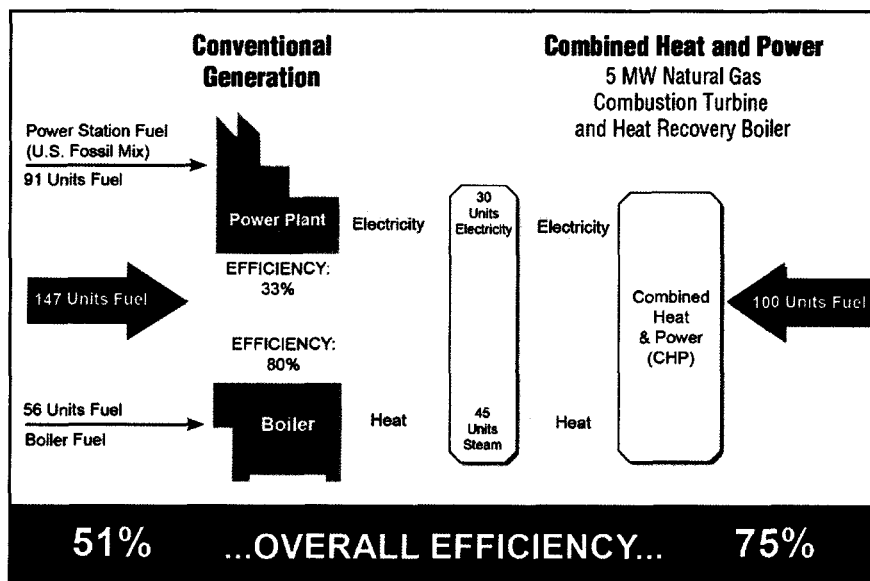 Conventional
Generation
Combined Heat and Power
5 MW Natural Gas
Combustion Turbine
and Heat Recovery Boiler
Power Station Fuel
(U.S. Fossil Mix)
91 Units Fuel
Power Plant
Electricity
30
Units
Electricity
Electricity
EFFICIENCY:
33%
147 Units Fuel
Combined
Heat
& Power
(CHP)
100 Units Fuel
EFFICIENCY:
80%
56 Units Fuel
Boiler Fuel
Boiler
Heat
45
Units
Steam
Heat
51% ...OVERALL EFFICIENCY... 75%